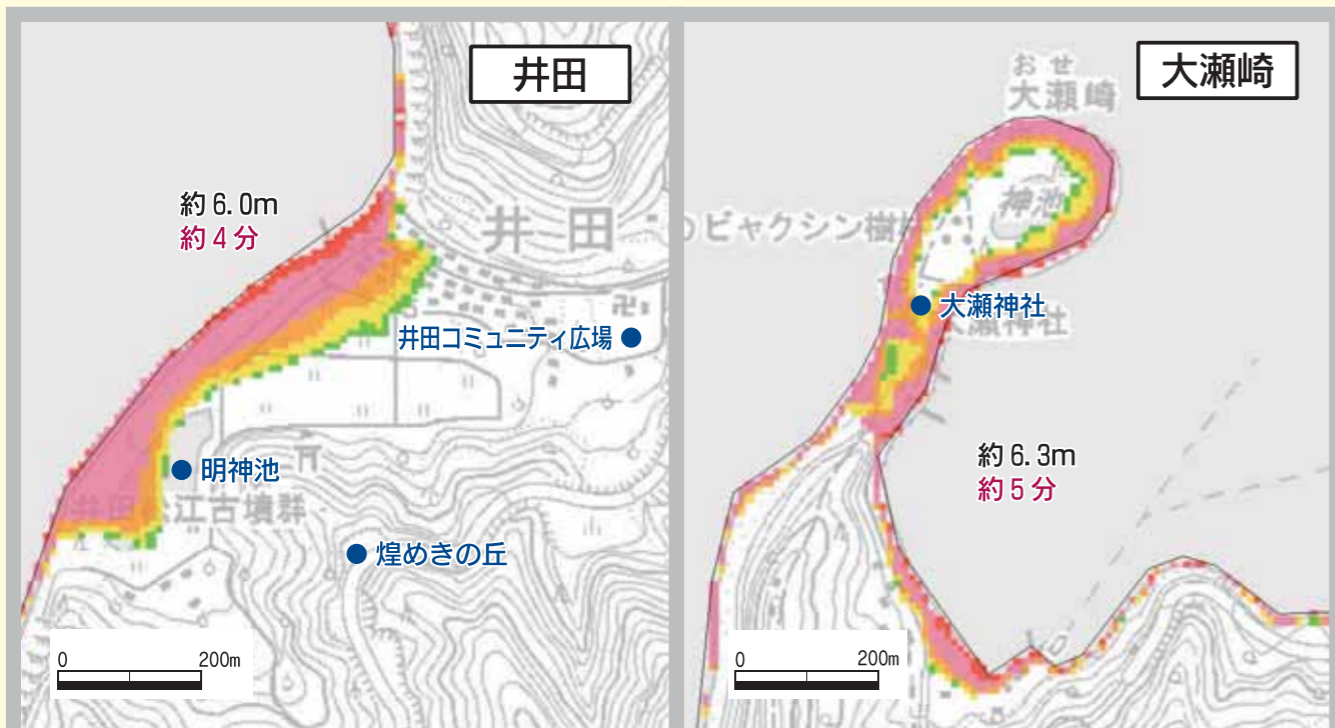 井田
約6.0m
約4分
井田
卍
井田コミュニティ広場
明神池
江古墳群
煌めきの丘
0 200m
大瀬崎
おせ
大瀬崎
神池
のビャクシン樹
大瀬神社
大瀬神社
約6.3m
約5分
0 200m